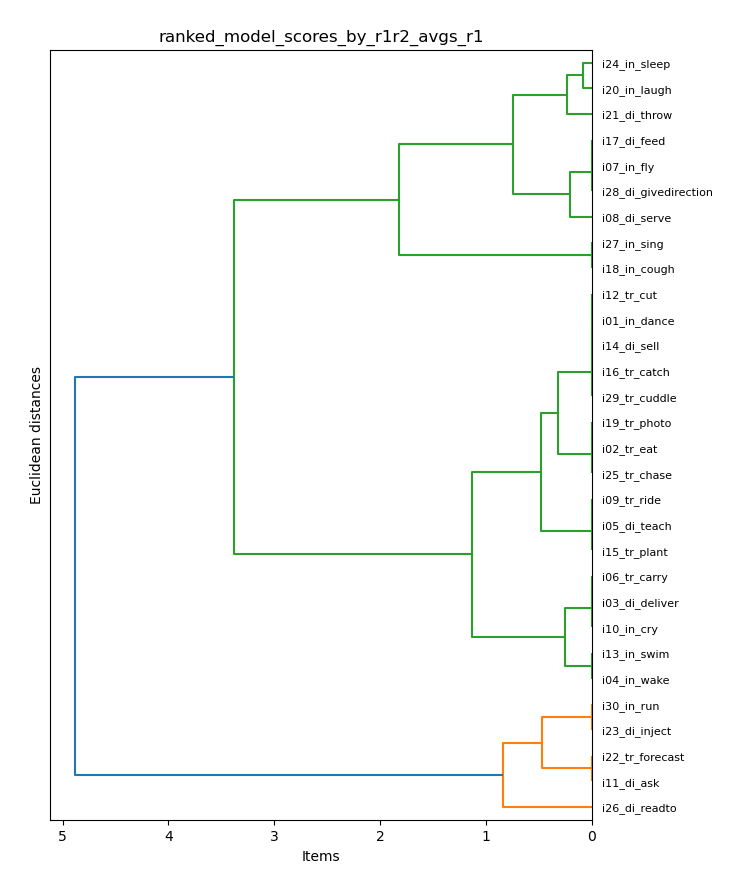 ranked_model_scores_by_r1r2_avgs_r1
i24_in_sleep
i20_in_laugh
i21_di_throw
i17_di_feed
i07_in_fly
i28_di_givedirection
i08_di_serve
i27_in_sing
i18_in_cough
i12_tr_cut
i01_in_dance
i14_di_sell
i16_tr_catch
i29_tr_cuddle
i19_tr_photo
i02_tr_eat
i25_tr_chase
i09_tr_ride
i05_di_teach
i15_tr_plant
i06_tr_carry
i03_di_deliver
i10_in_cry
i13_in_swim
i04_in_wake
i30_in_run
i23_di_inject
i22_tr_forecast
i11_di_ask
i26_di_readto
Euclidean distances
5 4 3 2 1 0
Items